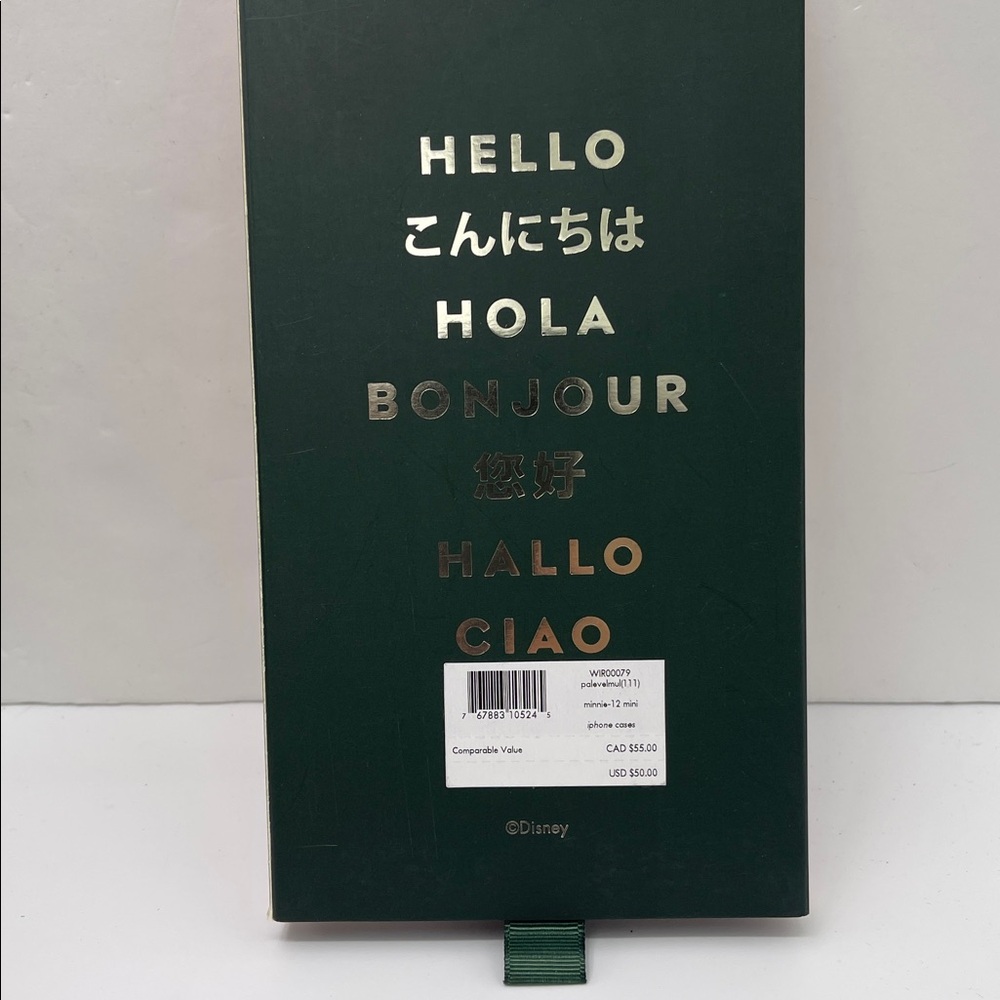 HELLO
こんにちは
HOLA
BONJOUR
您好
HALLO
CIAO
WIR00079
palevelmul(111)
minnie-12 mini
7 67883 10524 5
iphone cases
Comparable Value CAD $55.00
USD $50.00
©Disney